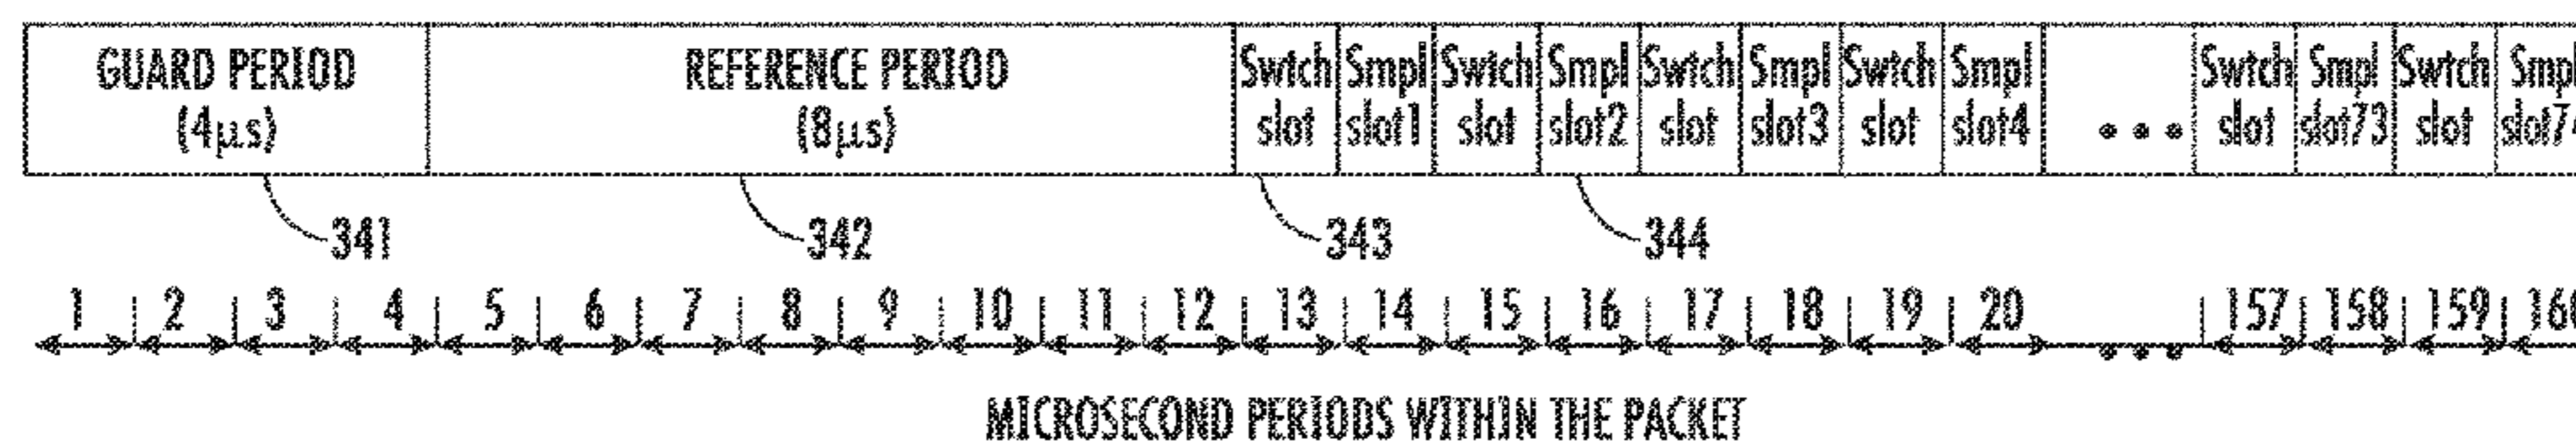 GUARD PERIOD
(4μs)
REFERENCE PERIOD
(8μs)
Swtch slot
Smpl slot1
Swtch slot
Smpl slot2
Swtch slot
Smpl slot3
Swtch slot
Smpl slot4
• • •
Swtch slot
Smpl slot73
Swtch slot
Smpl
341 342 343 344
1 2 3 4 5 6 7 8 9 10 11 12 13 14 15 16 17 18 19 20 • • • 157 158 159
MICROSECOND PERIODS WITHIN THE PACKET